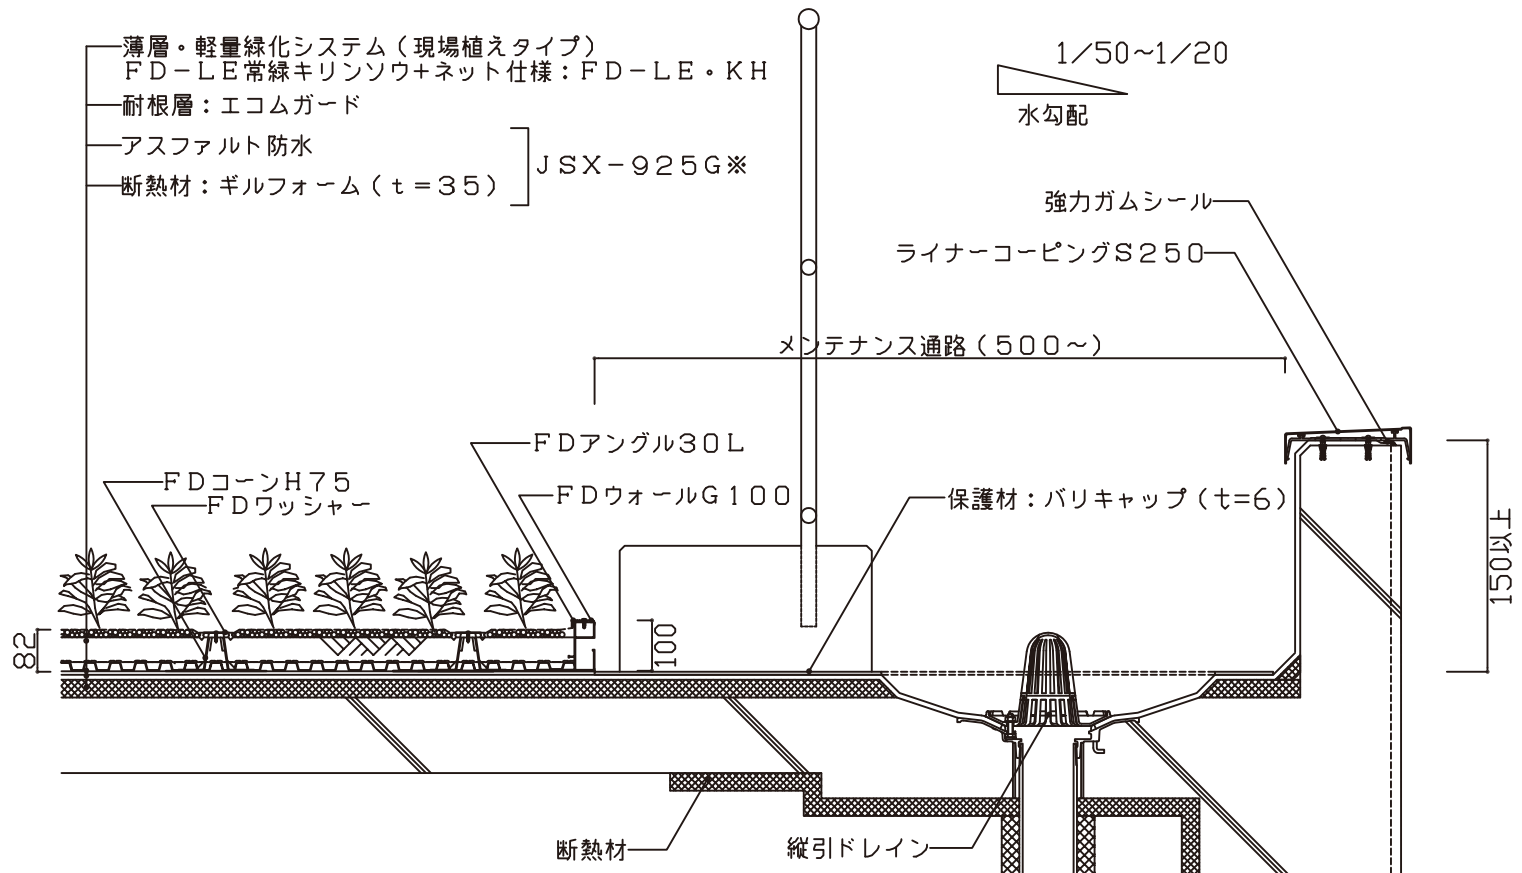 薄層・軽量緑化システム（現場植えタイプ）
ＦＤ－ＬＥ常緑キリンソウ+ネット仕様：ＦＤ－ＬＥ・ＫＨ
耐根層：エコムガード
アスファルト防水
断熱材：ギルフォーム（ｔ＝３５）
ＪＳＸ－９２５Ｇ※
１/５０～１/２０
水勾配
強力ガムシール
ライナーコーピングＳ２５０
メンテナンス通路（５００～）
ＦＤアングル３０Ｌ
ＦＤコーンＨ７５
ＦＤワッシャー
ＦＤウォールＧ１００
保護材：バリキャップ（t=6）
150以上
82
100
断熱材
縦引ドレイン